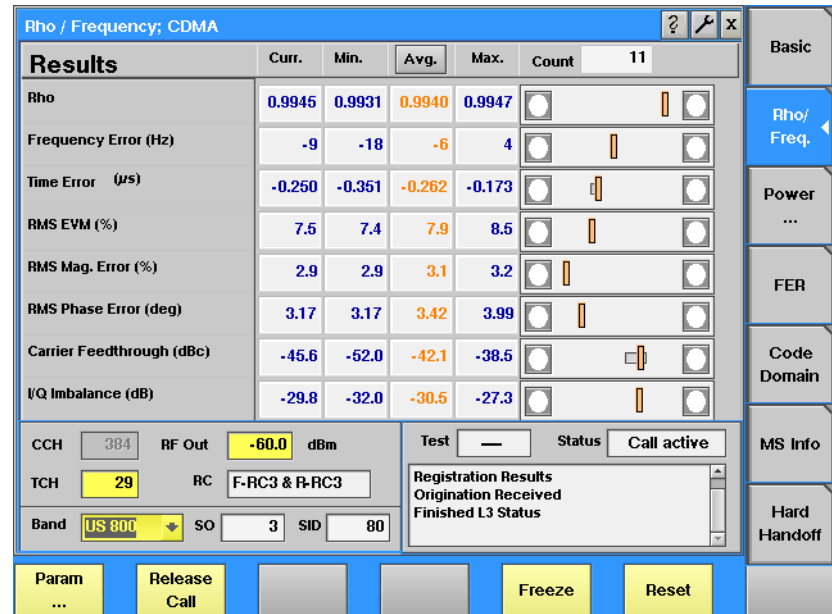 Rho / Frequency; CDMA ? x
Results Curr. Min. Avg. Max. Count 11
Rho 0.9945 0.9931 0.9940 0.9947
Frequency Error (Hz) -9 -18 -6 4
Time Error (µs) -0.250 -0.351 -0.262 -0.173
RMS EVM (%) 7.5 7.4 7.9 8.5
RMS Mag. Error (%) 2.9 2.9 3.1 3.2
RMS Phase Error (deg) 3.17 3.17 3.42 3.99
Carrier Feedthrough (dBc) -45.6 -52.0 -42.1 -38.5
I/Q Imbalance (dB) -29.8 -32.0 -30.5 -27.3
CCH 384 RF Out -60.0 dBm
TCH 29 RC F-RC3 & R-RC3
Band US 800 SO 3 SID 80
Test — Status Call active
Registration Results
Origination Received
Finished L3 Status
Basic
Rho/
Freq.
Power
...
FER
Code
Domain
MS Info
Hard
Handoff
Param
...
Release
Call
Freeze
Reset